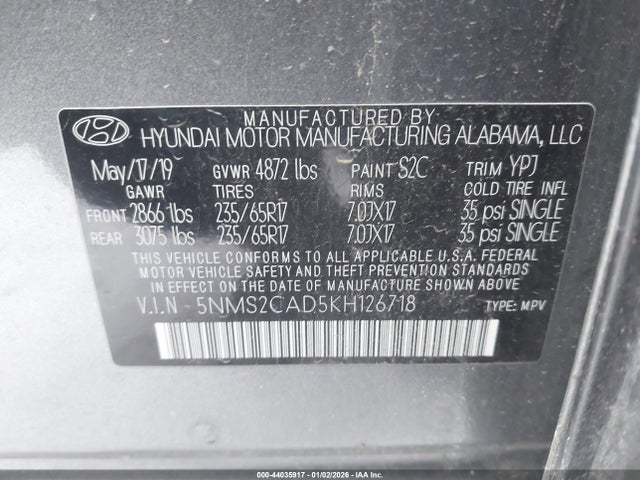 MANUFACTURED BY
HYUNDAI MOTOR MANUFACTURING ALABAMA, LLC
May/17/19 GVWR 4872 lbs PAINT S2C TRIM YPJ
GAWR TIRES RIMS COLD TIRE INFL
FRONT 2866 lbs 235/65R17 7.0JX17 35 psi SINGLE
REAR 3075 lbs 235/65R17 7.0JX17 35 psi SINGLE
THIS VEHICLE CONFORMS TO ALL APPLICABLE U.S.A. FEDERAL
MOTOR VEHICLE SAFETY AND THEFT PREVENTION STANDARDS
IN EFFECT ON THE DATE OF MANUFACTURE SHOWN ABOVE.
V.I.N - 5NMS2CAD5KH126718 TYPE: M.P.V
000-44035917 - 01/02/2026 - IAA Inc.